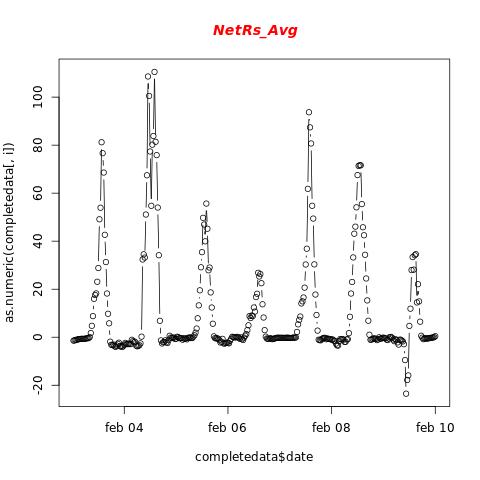 NetRs_Avg
as.numeric(completedata[, i])
100
80
60
40
20
0
-20
feb 04
feb 06
feb 08
feb 10
completedata$date